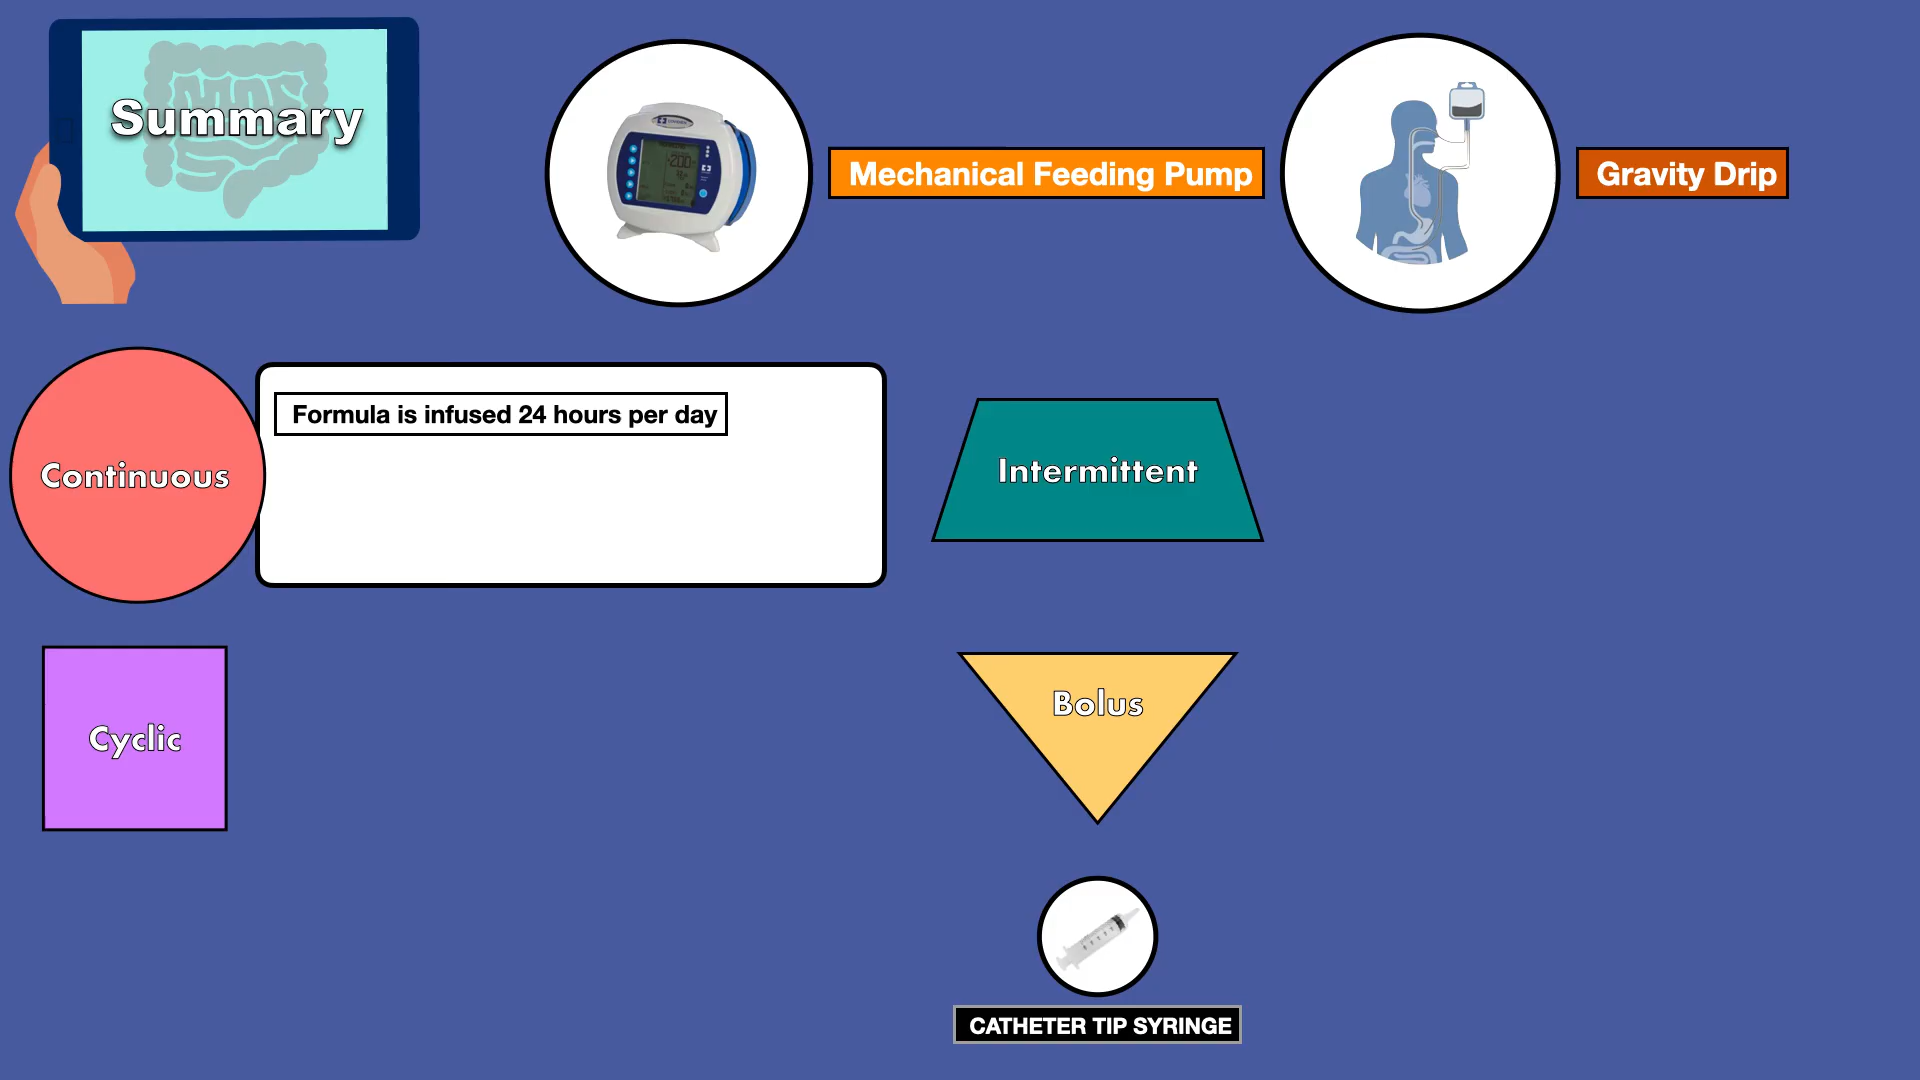 Summary
Mechanical Feeding Pump
Gravity Drip
Continuous
Formula is infused 24 hours per day
Intermittent
Cyclic
Bolus
CATHETER TIP SYRINGE